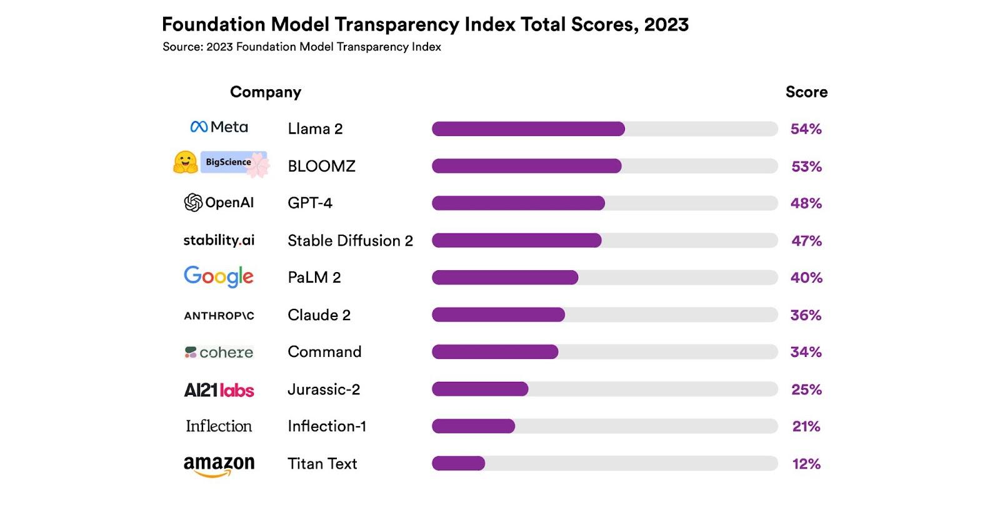 Foundation Model Transparency Index Total Scores, 2023
Source: 2023 Foundation Model Transparency Index
Company Score
Meta Llama 2 54%
BigScience BLOOMZ 53%
OpenAI GPT-4 48%
stability.ai Stable Diffusion 2 47%
Google PaLM 2 40%
ANTHROP\C Claude 2 36%
cohere Command 34%
AI21labs Jurassic-2 25%
Inflection Inflection-1 21%
amazon Titan Text 12%